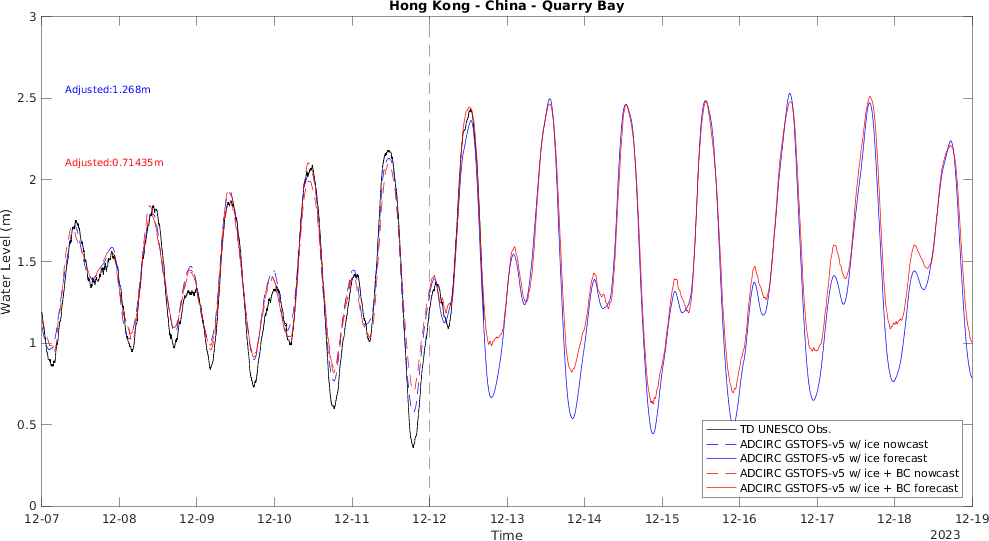 Hong Kong - China - Quarry Bay
3
2.5
2
1.5
1
0.5
0
Water Level (m)
Adjusted:1.268m
Adjusted:0.71435m
TD UNESCO Obs.
ADCIRC GSTOFS-v5 w/ ice nowcast
ADCIRC GSTOFS-v5 w/ ice forecast
ADCIRC GSTOFS-v5 w/ ice + BC nowcast
ADCIRC GSTOFS-v5 w/ ice + BC forecast
12-07 12-08 12-09 12-10 12-11 12-12 12-13 12-14 12-15 12-16 12-17 12-18 12-19
Time
2023